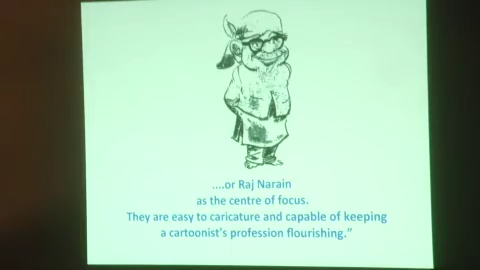 ....or Raj Narain
as the centre of focus.
They are easy to caricature and capable of keeping
a cartoonist's profession flourishing."